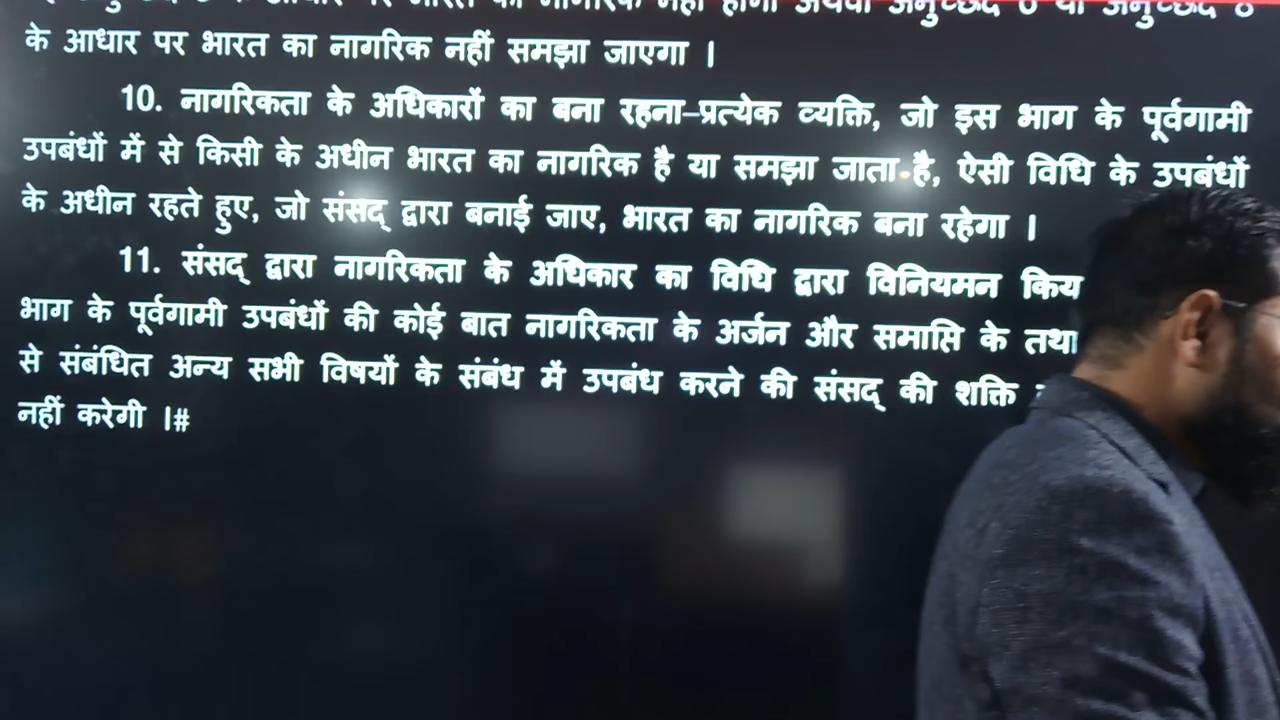 के आधार पर भारत का नागरिक नहीं समझा जाएगा ।
10. नागरिकता के अधिकारों का बना रहना–प्रत्येक व्यक्ति, जो इस भाग के पूर्वगामी
उपबंधों में से किसी के अधीन भारत का नागरिक है या समझा जाता है, ऐसी विधि के उपबंधों
के अधीन रहते हुए, जो संसद् द्वारा बनाई जाए, भारत का नागरिक बना रहेगा ।
11. संसद् द्वारा नागरिकता के अधिकार का विधि द्वारा विनियमन
भाग के पूर्वगामी उपबंधों की कोई बात नागरिकता के अर्जन और समाप्ति के तथा
से संबंधित अन्य सभी विषयों के संबंध में उपबंध करने की संसद् की शक्ति
नहीं करेगी ।#